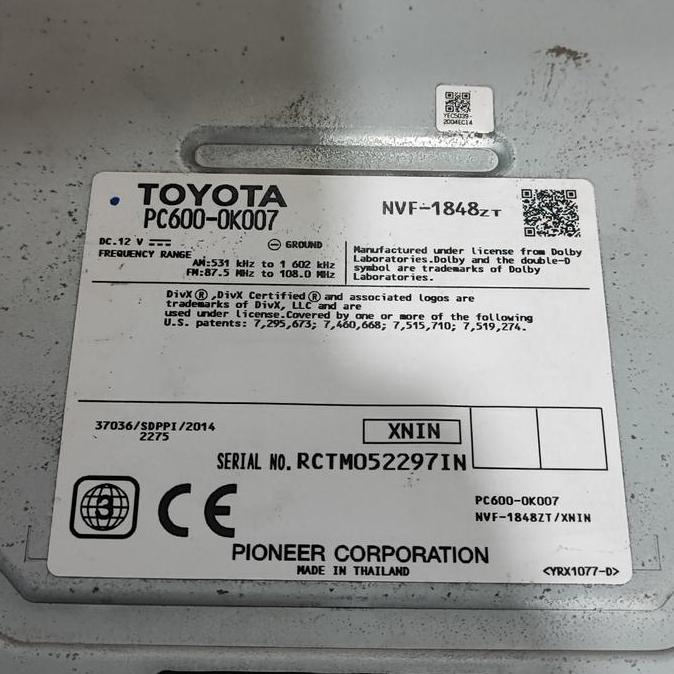 YEC5039-
2004EC14
TOYOTA
PC600-0K007
NVF-1848ZT
DC.12 V
GROUND
FREQUENCY RANGE
AM:531 kHz to 1 602 kHz
FM:87.5 MHz to 108.0 MHz
Manufactured under license from Dolby
Laboratories.Dolby and the double-D
symbol are trademarks of Dolby
Laboratories.
DivX®,DivX Certified® and associated logos are
trademarks of DivX, LLC and are
used under license.Covered by one or more of the following
U.S. patents: 7,295,673; 7,460,668; 7,515,710; 7,519,274.
37036/SDPPI/2014
2275
XNIN
SERIAL NO. RCTM052297IN
3
CE
PC600-0K007
NVF-1848ZT/XNIN
PIONEER CORPORATION
MADE IN THAILAND
<YRX1077-D>